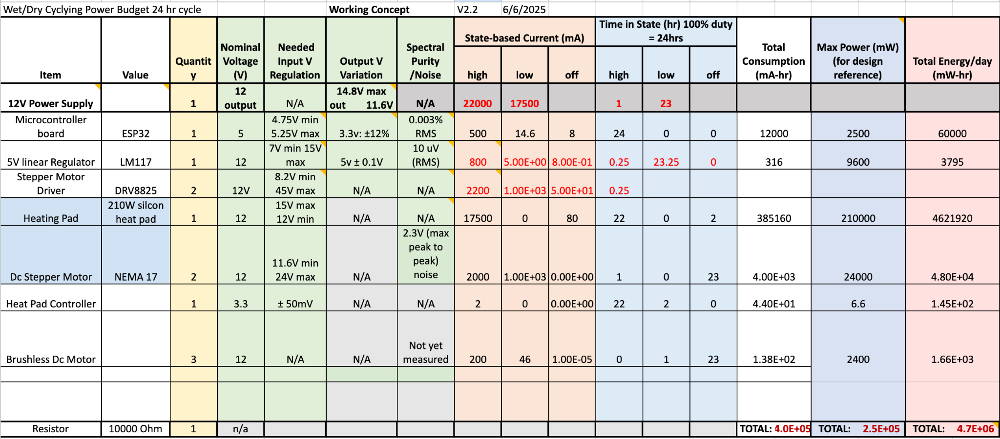 Wet/Dry Cyclying Power Budget 24 hr cycle Working Concept V2.2 6/6/2025
Item Value Quantit
y Nominal
Voltage
(V) Needed
Input V
Regulation Output V
Variation Spectral
Purity
/Noise State-based Current (mA) Time in State (hr) 100% duty
= 24hrs Total
Consumption
(mA-hr) Max Power (mW)
(for design
reference) Total Energy/day
(mW-hr)
high low off high low off
12V Power Supply 1 12
output N/A 14.8V max
out 11.6V N/A 22000 17500 1 23
Microcontroller
board ESP32 1 5 4.75V min
5.25V max 3.3v: ±12% 0.003%
RMS 500 14.6 8 24 0 0 12000 2500 60000
5V linear Regulator LM117 1 12 7V min 15V
max 5v ± 0.1V 10 uV
(RMS) 800 5.00E+00 8.00E-01 0.25 23.25 0 316 9600 3795
Stepper Motor
Driver DRV8825 2 12V 8.2V min
45V max N/A N/A 2200 1.00E+03 5.00E+01 0.25
Heating Pad 210W silcon
heat pad 1 12 15V max
12V min N/A N/A 17500 0 80 22 0 2 385160 210000 4621920
Dc Stepper Motor NEMA 17 2 12 11.6V min
24V max N/A 2.3V (max
peak to
peak)
noise 2000 1.00E+03 0.00E+00 1 0 23 4.00E+03 24000 4.80E+04
Heat Pad Controller 1 3.3 ± 50mV N/A N/A 2 0 0.00E+00 22 2 0 4.40E+01 6.6 1.45E+02
Brushless Dc Motor 3 12 N/A N/A Not yet
measured 200 46 1.00E-05 0 1 23 1.38E+02 2400 1.66E+03
Resistor 10000 Ohm 1 n/a TOTAL: 4.0E+05 TOTAL: 2.5E+05 TOTAL: 4.7E+06